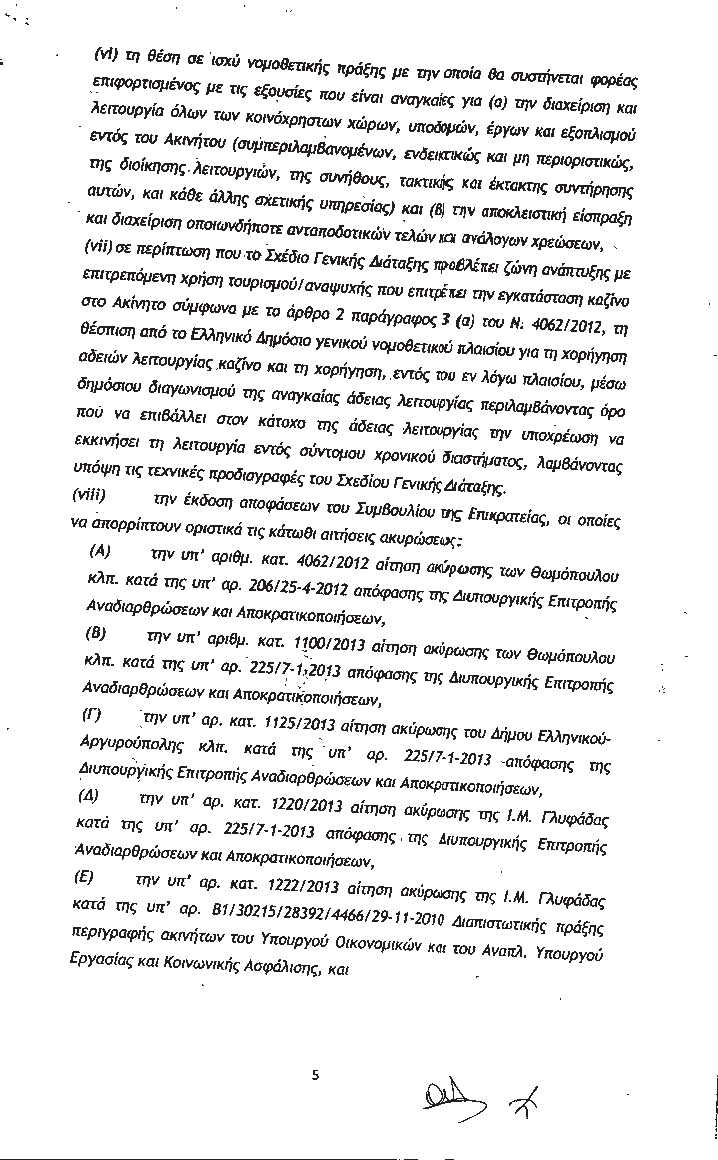 (vi) τη θέση σε ισχύ νομοθετικής πράξης με την οποία θα συστήνεται φορέας
επιφορτισμένος με τις εξουσίες που είναι αναγκαίες για (α) την διαχείριση και
λειτουργία όλων των κοινόχρηστων χώρων, υποδομών, έργων και εξοπλισμού
εντός του Ακινήτου (συμπεριλαμβανομένων, ενδεικτικώς και μη περιοριστικώς,
της διοίκησης λειτουργιών, της συνήθους, τακτικής και έκτακτης συντήρησης
αυτών, και κάθε άλλης σχετικής υπηρεσίας) και (β) την αποκλειστική είσπραξη
και διαχείριση οποιωνδήποτε ανταποδοτικών τελών και ανάλογων χρεώσεων,
(vii) σε περίπτωση που το Σχέδιο Γενικής Διάταξης προβλέπει ζώνη ανάπτυξης με
επιτρεπόμενη χρήση τουρισμού/αναψυχής που επιτρέπει την εγκατάσταση καζίνο
στο Ακίνητο σύμφωνα με το άρθρο 2 παράγραφος 3 (α) του Ν. 4062/2012, τη
θέσπιση από το Ελληνικό Δημόσιο γενικού νομοθετικού πλαισίου για τη χορήγηση
αδειών λειτουργίας καζίνο και τη χορήγηση, εντός του εν λόγω πλαισίου, μέσω
δημόσιου διαγωνισμού της αναγκαίας άδειας λειτουργίας περιλαμβάνοντας όρο
πού να επιβάλλει στον κάτοχο της άδειας λειτουργίας την υποχρέωση να
εκκινήσει τη λειτουργία εντός σύντομου χρονικού διαστήματος, λαμβάνοντας
υπόψη τις τεχνικές προδιαγραφές του Σχεδίου Γενικής Διάταξης.
(viii) την έκδοση αποφάσεων του Συμβουλίου της Επικρατείας, οι οποίες
να απορρίπτουν οριστικά τις κάτωθι αιτήσεις ακυρώσεως:
(Α) την υπ' αριθμ. κατ. 4062/2012 αίτηση ακύρωσης των Θωμόπουλου
κλπ. κατά της υπ' αρ. 206/25-4-2012 απόφασης της Διυπουργικής Επιτροπής
Αναδιαρθρώσεων και Αποκρατικοποιήσεων,
(Β) την υπ' αριθμ. κατ. 1100/2013 αίτηση ακύρωσης των Θωμόπουλου
κλπ. κατά της υπ' αρ. 225/7-1-2013 απόφασης της Διυπουργικής Επιτροπής
Αναδιαρθρώσεων και Αποκρατικοποιήσεων,
(Γ) την υπ' αρ. κατ. 1125/2013 αίτηση ακύρωσης του Δήμου Ελληνικού-
Αργυρούπολης κλπ. κατά της υπ' αρ. 225/7-1-2013 απόφασης της
Διυπουργικής Επιτροπής Αναδιαρθρώσεων και Αποκρατικοποιήσεων,
(Δ) την υπ' αρ. κατ. 1220/2013 αίτηση ακύρωσης της Ι.Μ. Γλυφάδας
κατά της υπ' αρ. 225/7-1-2013 απόφασης της Διυπουργικής Επιτροπής
Αναδιαρθρώσεων και Αποκρατικοποιήσεων,
(Ε) την υπ' αρ. κατ. 1222/2013 αίτηση ακύρωσης της Ι.Μ. Γλυφάδας
κατά της υπ' αρ. Β1/30215/28392/4466/29-11-2010 Διαπιστωτικής πράξης
περιγραφής ακινήτων του Υπουργού Οικονομικών και του Αναπλ. Υπουργού
Εργασίας και Κοινωνικής Ασφάλισης, και
5